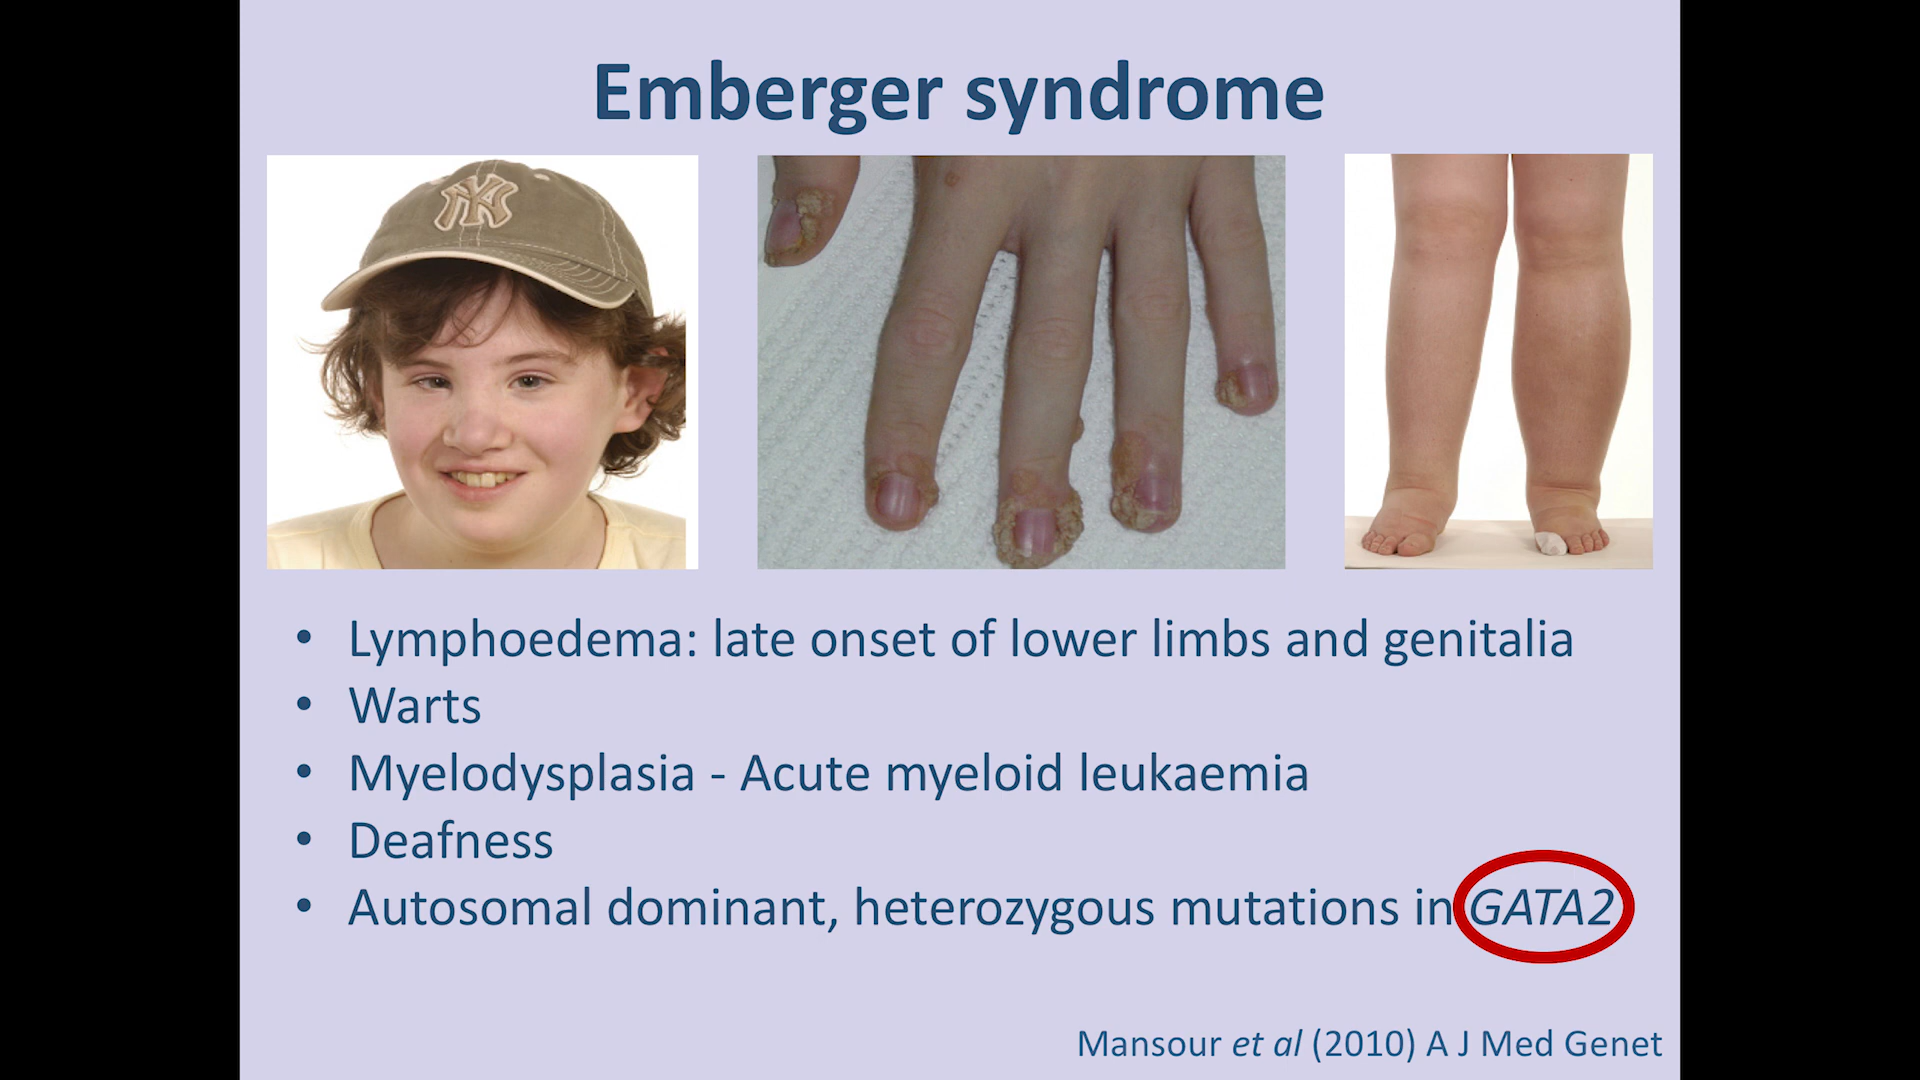 Emberger syndrome
NY
• Lymphoedema: late onset of lower limbs and genitalia
• Warts
• Myelodysplasia - Acute myeloid leukaemia
• Deafness
• Autosomal dominant, heterozygous mutations in GATA2
Mansour et al (2010) A J Med Genet